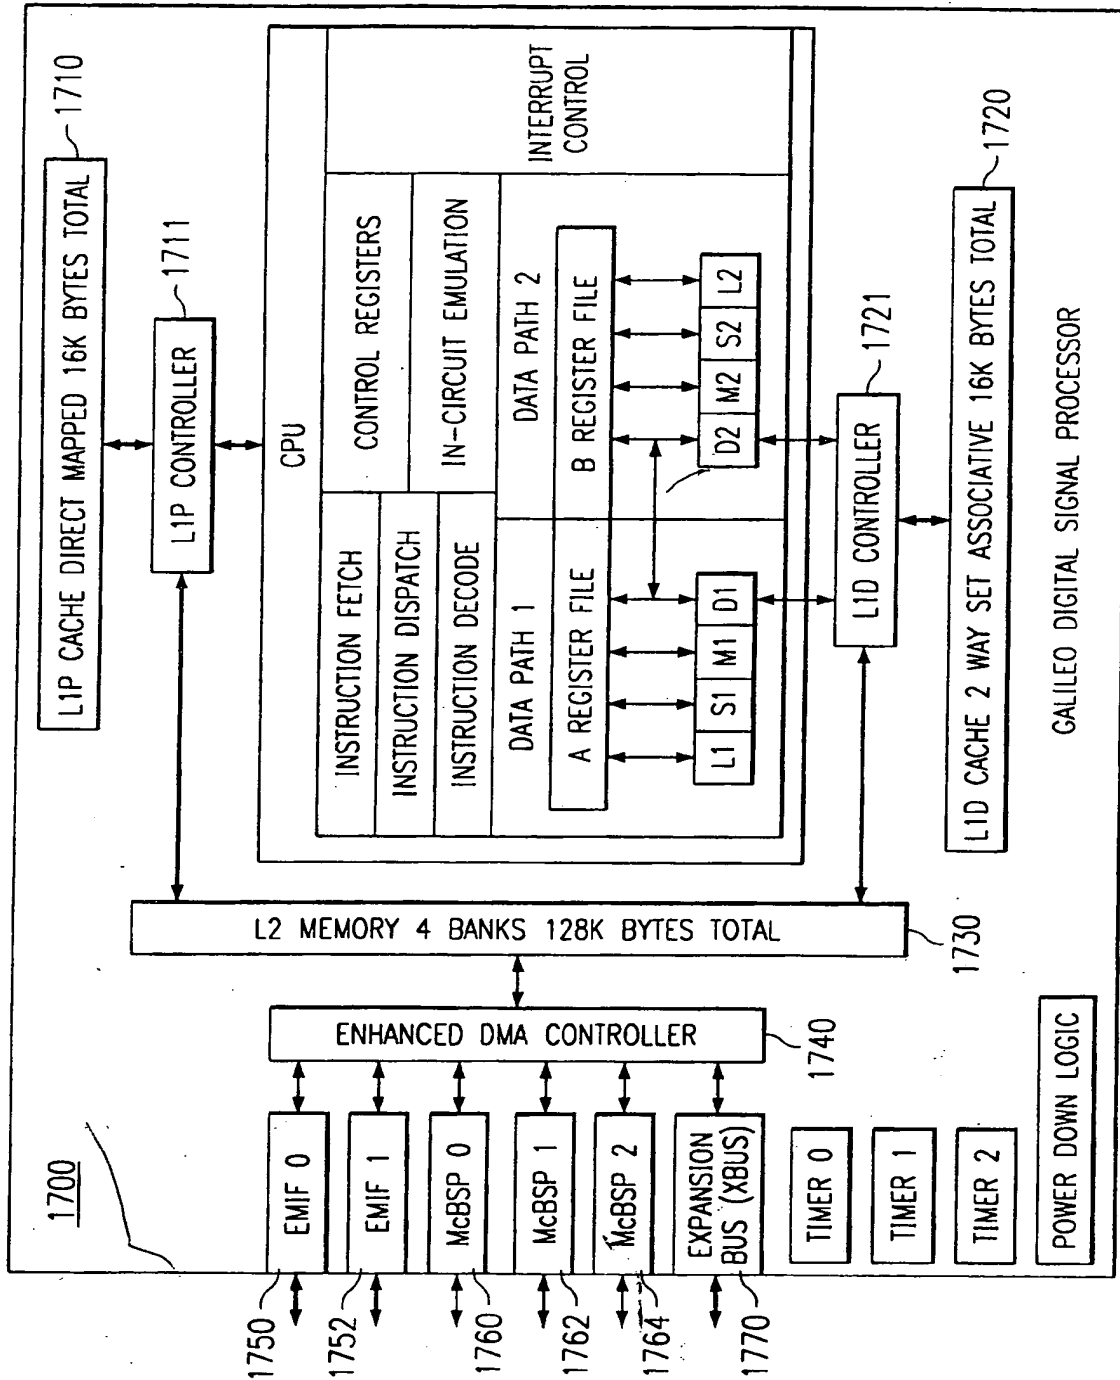 1700
L1P CACHE DIRECT MAPPED 16K BYTES TOTAL
1710
L1P CONTROLLER
1711
CPU
INSTRUCTION FETCH
INSTRUCTION DISPATCH
INSTRUCTION DECODE
CONTROL REGISTERS
IN-CIRCUIT EMULATION
INTERRUPT
CONTROL
DATA PATH 1
DATA PATH 2
A REGISTER FILE
B REGISTER FILE
L1
S1
M1
D1
D2
M2
S2
L2
L1D CONTROLLER
1721
L1D CACHE 2 WAY SET ASSOCIATIVE 16K BYTES TOTAL
1720
L2 MEMORY 4 BANKS 128K BYTES TOTAL
1730
ENHANCED DMA CONTROLLER
1740
EMIF 0
1750
EMIF 1
1752
McBSP 0
1760
McBSP 1
1762
McBSP 2
1764
EXPANSION
BUS (XBUS)
1770
TIMER 0
TIMER 1
TIMER 2
POWER DOWN LOGIC
GALILEO DIGITAL SIGNAL PROCESSOR